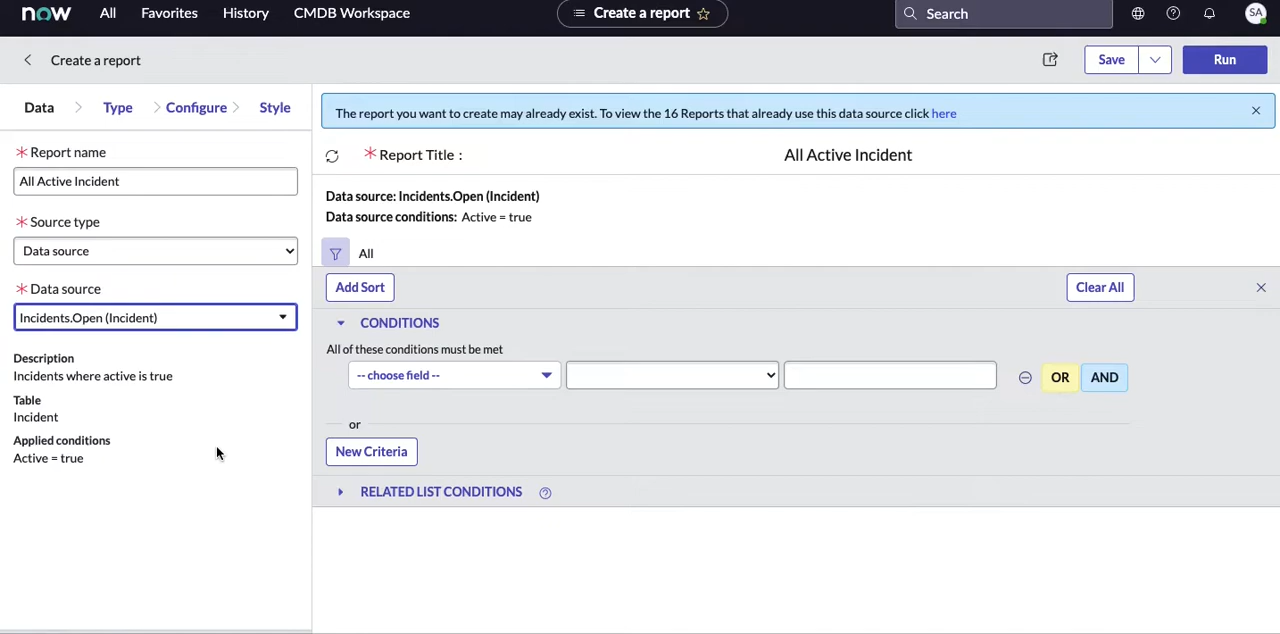 now All Favorites History CMDB Workspace Create a report Search SA
Create a report Save Run
Data Type Configure Style
The report you want to create may already exist. To view the 16 Reports that already use this data source click here
* Report name
All Active Incident
* Source type
Data source
* Data source
Incidents.Open (Incident)
Description
Incidents where active is true
Table
Incident
Applied conditions
Active = true
* Report Title : All Active Incident
Data source: Incidents.Open (Incident)
Data source conditions: Active = true
All
Add Sort Clear All
CONDITIONS
All of these conditions must be met
-- choose field -- OR AND
or
New Criteria
RELATED LIST CONDITIONS